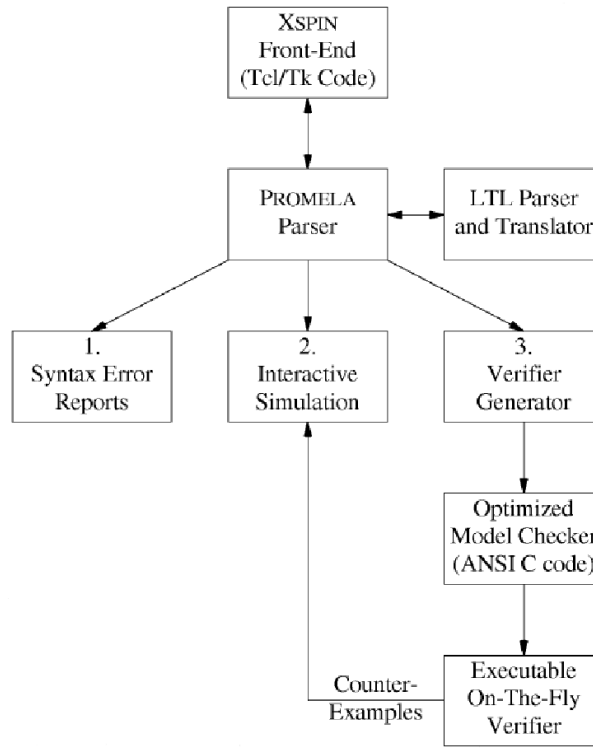 XSPIN
Front-End
(Tcl/Tk Code)
PROMELA
Parser
LTL Parser
and Translator
1.
Syntax Error
Reports
2.
Interactive
Simulation
3.
Verifier
Generator
Optimized
Model Checker
(ANSI C code)
Counter-
Examples
Executable
On-The-Fly
Verifier